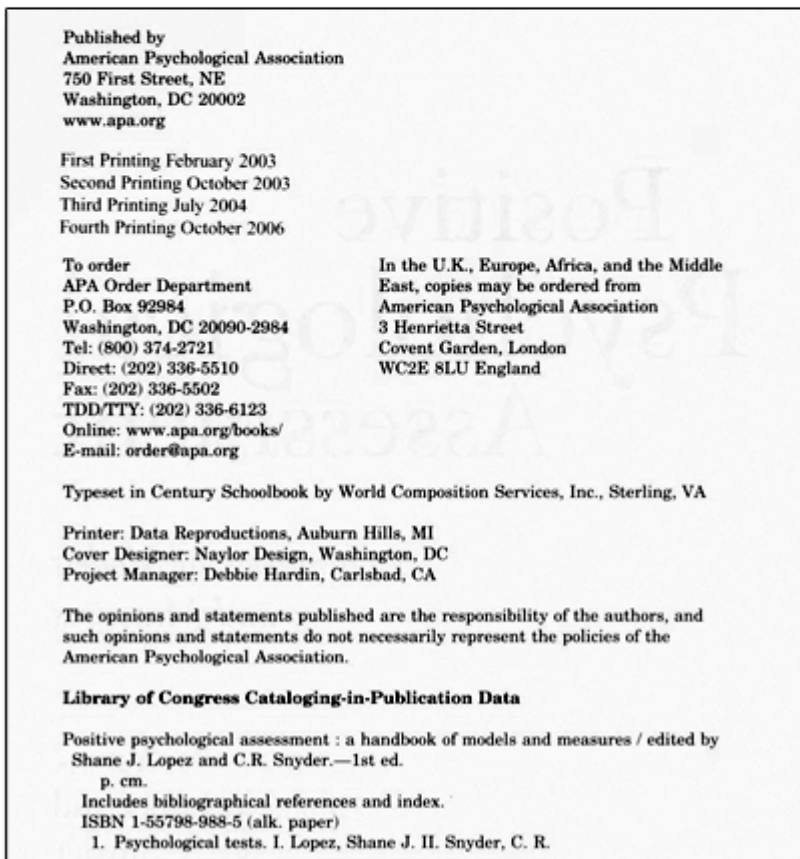 Published by
American Psychological Association
750 First Street, NE
Washington, DC 20002
www.apa.org
First Printing February 2003
Second Printing October 2003
Third Printing July 2004
Fourth Printing October 2006
To order
APA Order Department
P.O. Box 92984
Washington, DC 20090-2984
Tel: (800) 374-2721
Direct: (202) 336-5510
Fax: (202) 336-5502
TDD/TTY: (202) 336-6123
Online: www.apa.org/books/
E-mail: order@apa.org
In the U.K., Europe, Africa, and the Middle
East, copies may be ordered from
American Psychological Association
3 Henrietta Street
Covent Garden, London
WC2E 8LU England
Typeset in Century Schoolbook by World Composition Services, Inc., Sterling, VA
Printer: Data Reproductions, Auburn Hills, MI
Cover Designer: Naylor Design, Washington, DC
Project Manager: Debbie Hardin, Carlsbad, CA
The opinions and statements published are the responsibility of the authors, and
such opinions and statements do not necessarily represent the policies of the
American Psychological Association.
Library of Congress Cataloging-in-Publication Data
Positive psychological assessment : a handbook of models and measures / edited by
Shane J. Lopez and C.R. Snyder.—1st ed.
p. cm.
Includes bibliographical references and index.
ISBN 1-55798-988-5 (alk. paper)
1. Psychological tests. I. Lopez, Shane J. II. Snyder, C. R.